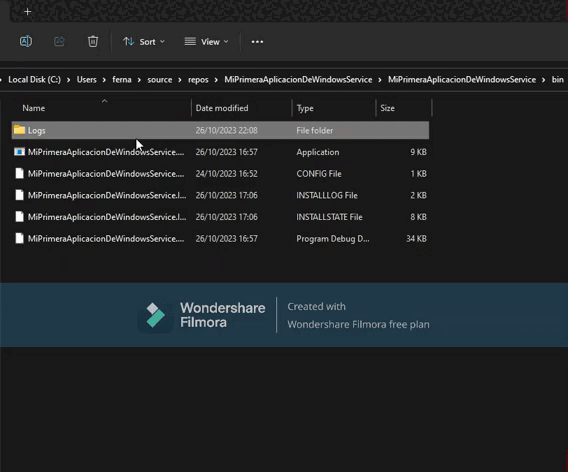 +
Sort
View
Local Disk (C:) > Users > ferna > source > repos > MiPrimeraAplicacionDeWindowsService > MiPrimeraAplicacionDeWindowsService > bin
Name Date modified Type Size
Logs 26/10/2023 22:08 File folder
MiPrimeraAplicacionDeWindowsService.... 26/10/2023 16:57 Application 9 KB
MiPrimeraAplicacionDeWindowsService.... 24/10/2023 16:52 CONFIG File 1 KB
MiPrimeraAplicacionDeWindowsService.I... 26/10/2023 17:06 INSTALLLOG File 2 KB
MiPrimeraAplicacionDeWindowsService.I... 26/10/2023 17:06 INSTALLSTATE File 8 KB
MiPrimeraAplicacionDeWindowsService.... 26/10/2023 16:57 Program Debug D... 34 KB
Wondershare
Filmora
Created with
Wondershare Filmora free plan